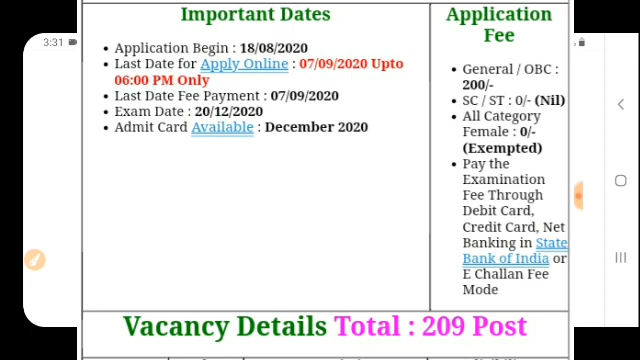 Important Dates
Application Begin : 18/08/2020
Last Date for Apply Online : 07/09/2020 Upto
06:00 PM Only
Last Date Fee Payment : 07/09/2020
Exam Date : 20/12/2020
Admit Card Available : December 2020
Application
Fee
General / OBC :
200/-
SC / ST : 0/- (Nil)
All Category
Female : 0/-
(Exempted)
Pay the
Examination
Fee Through
Debit Card,
Credit Card, Net
Banking in State
Bank of India or
E Challan Fee
Mode
Vacancy Details Total : 209 Post
3:31